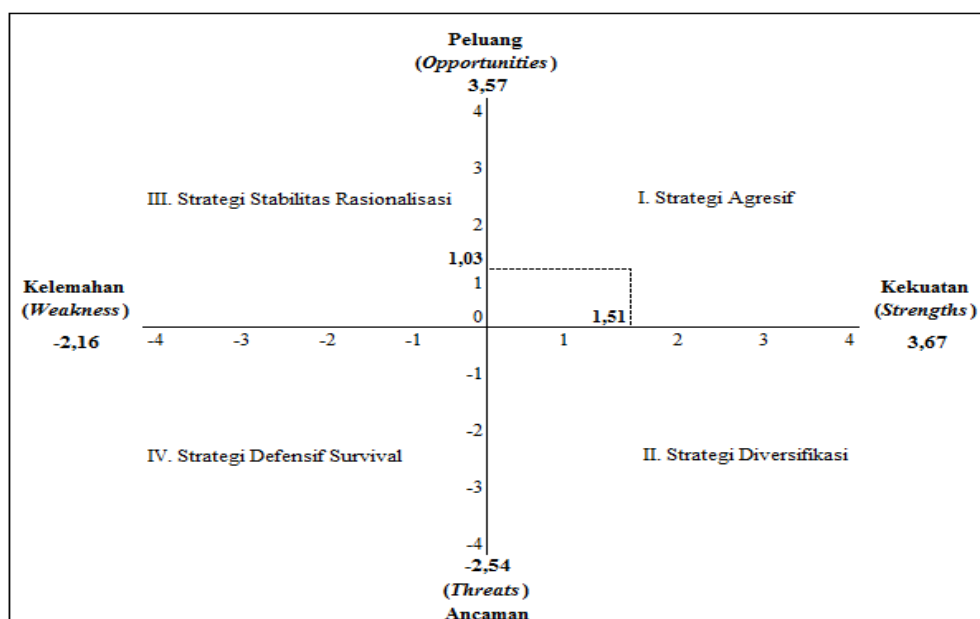 Peluang
(Opportunities)
3,57
4
3
III. Strategi Stabilitas Rasionalisasi
I. Strategi Agresif
2
1,03
1
Kelemahan
(Weakness)
-2,16
Kekuatan
(Strengths)
3,67
0
1,51
-4 -3 -2 -1 1 2 3 4
-1
-2
IV. Strategi Defensif Survival
II. Strategi Diversifikasi
-3
-4
-2,54
(Threats)
Ancaman